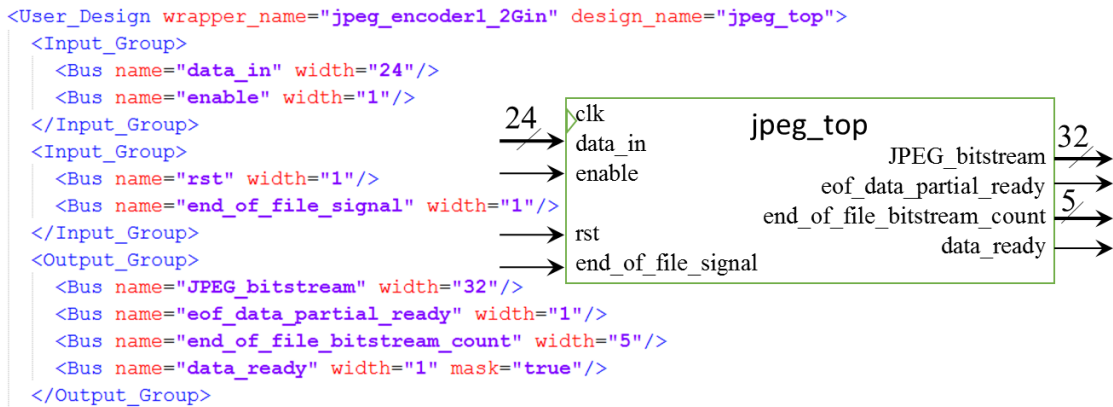 <User_Design wrapper_name="jpeg_encoder1_2Gin" design_name="jpeg_top">
<Input_Group>
<Bus name="data_in" width="24"/>
<Bus name="enable" width="1"/>
</Input_Group>
<Input_Group>
<Bus name="rst" width="1"/>
<Bus name="end_of_file_signal" width="1"/>
</Input_Group>
<Output_Group>
<Bus name="JPEG_bitstream" width="32"/>
<Bus name="eof_data_partial_ready" width="1"/>
<Bus name="end_of_file_bitstream_count" width="5"/>
<Bus name="data_ready" width="1" mask="true"/>
</Output_Group>
jpeg_top
24
clk
data_in
enable
rst
end_of_file_signal
32
JPEG_bitstream
eof_data_partial_ready
5
end_of_file_bitstream_count
data_ready